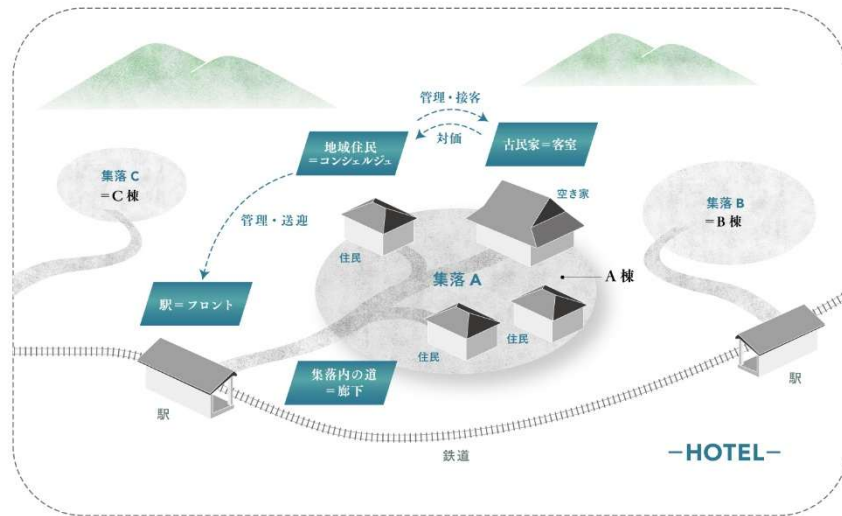 管理・接客
対価
地域住民
=コンシェルジュ
古民家=客室
集落 C
=C 棟
空き家
集落 B
=B 棟
管理・送迎
住民
集落 A
A 棟
駅=フロント
住民
住民
集落内の道
=廊下
駅
駅
鉄道
-HOTEL-